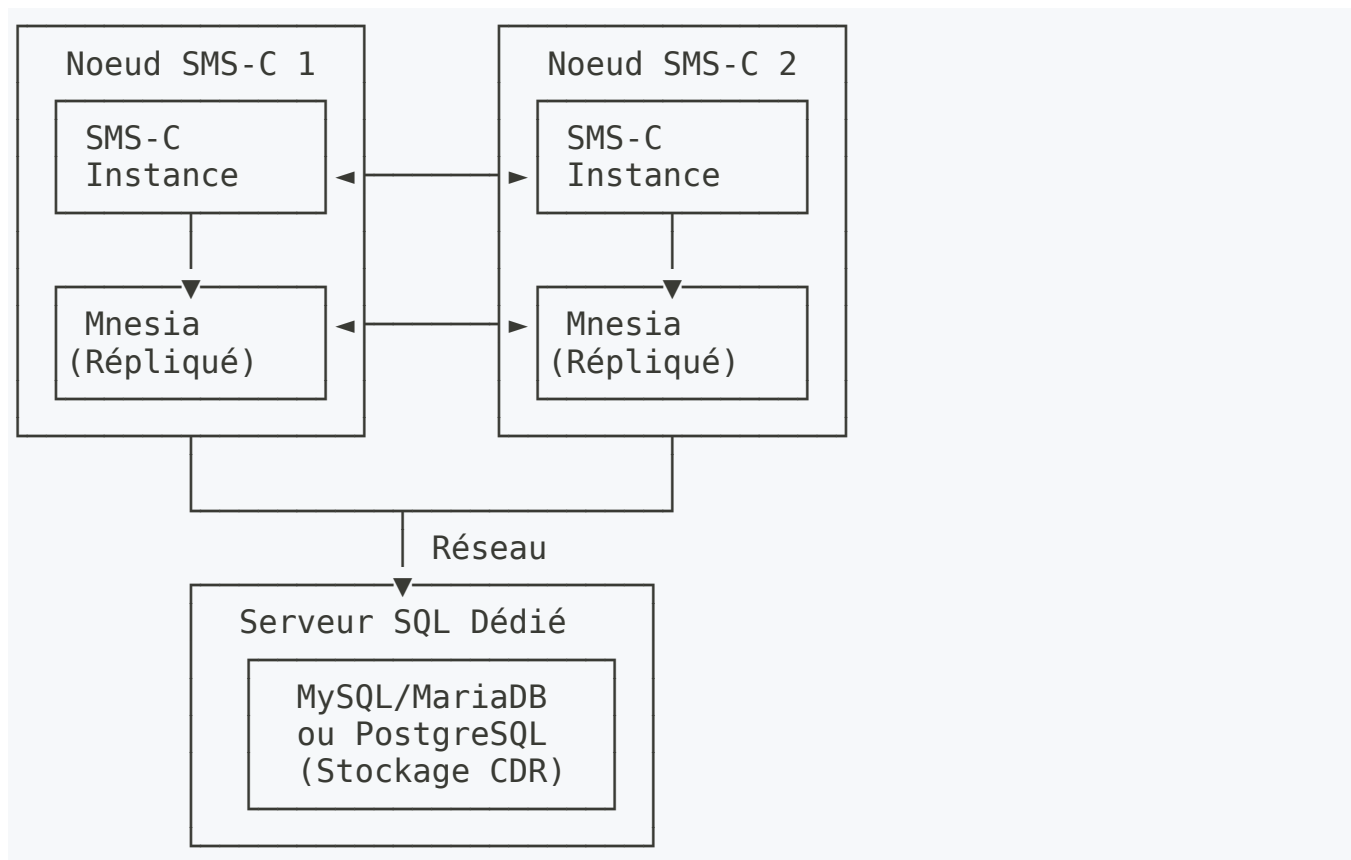 Noeud SMS-C 1
Noeud SMS-C 2
SMS-C
Instance
SMS-C
Instance
Mnesia
(Répliqué)
Mnesia
(Répliqué)
Réseau
Serveur SQL Dédié
MySQL/MariaDB
ou PostgreSQL
(Stockage CDR)